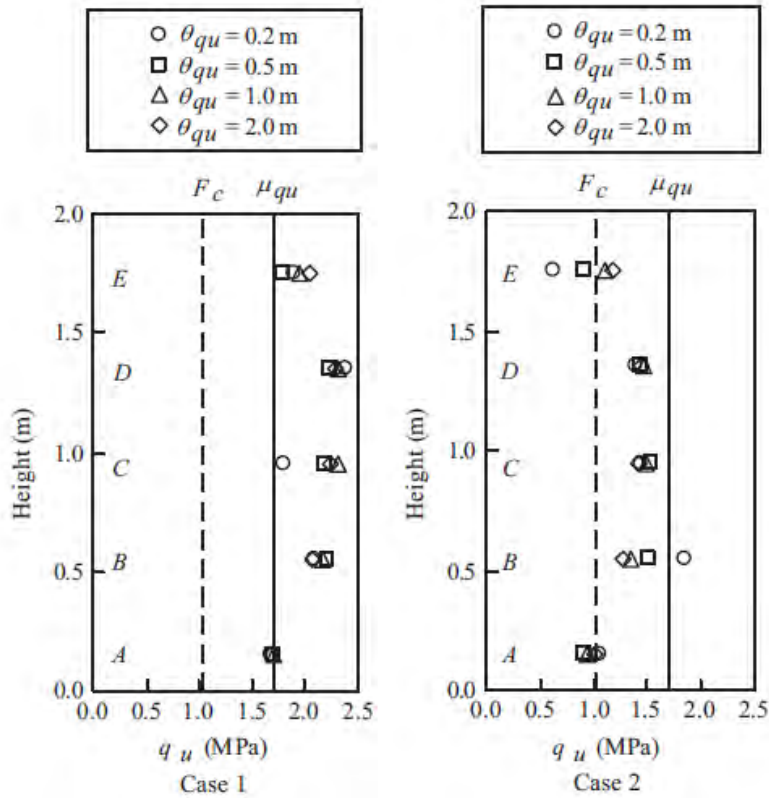 θqu = 0.2 m
θqu = 0.5 m
θqu = 1.0 m
θqu = 2.0 m
Fc μqu
2.0
E
1.5
D
Height (m)
1.0
C
0.5
B
A
0.0
0.0 0.5 1.0 1.5 2.0 2.5
qu (MPa)
Case 1
θqu = 0.2 m
θqu = 0.5 m
θqu = 1.0 m
θqu = 2.0 m
Fc μqu
2.0
E
1.5
D
Height (m)
1.0
C
0.5
B
A
0.0
0.0 0.5 1.0 1.5 2.0 2.5
qu (MPa)
Case 2